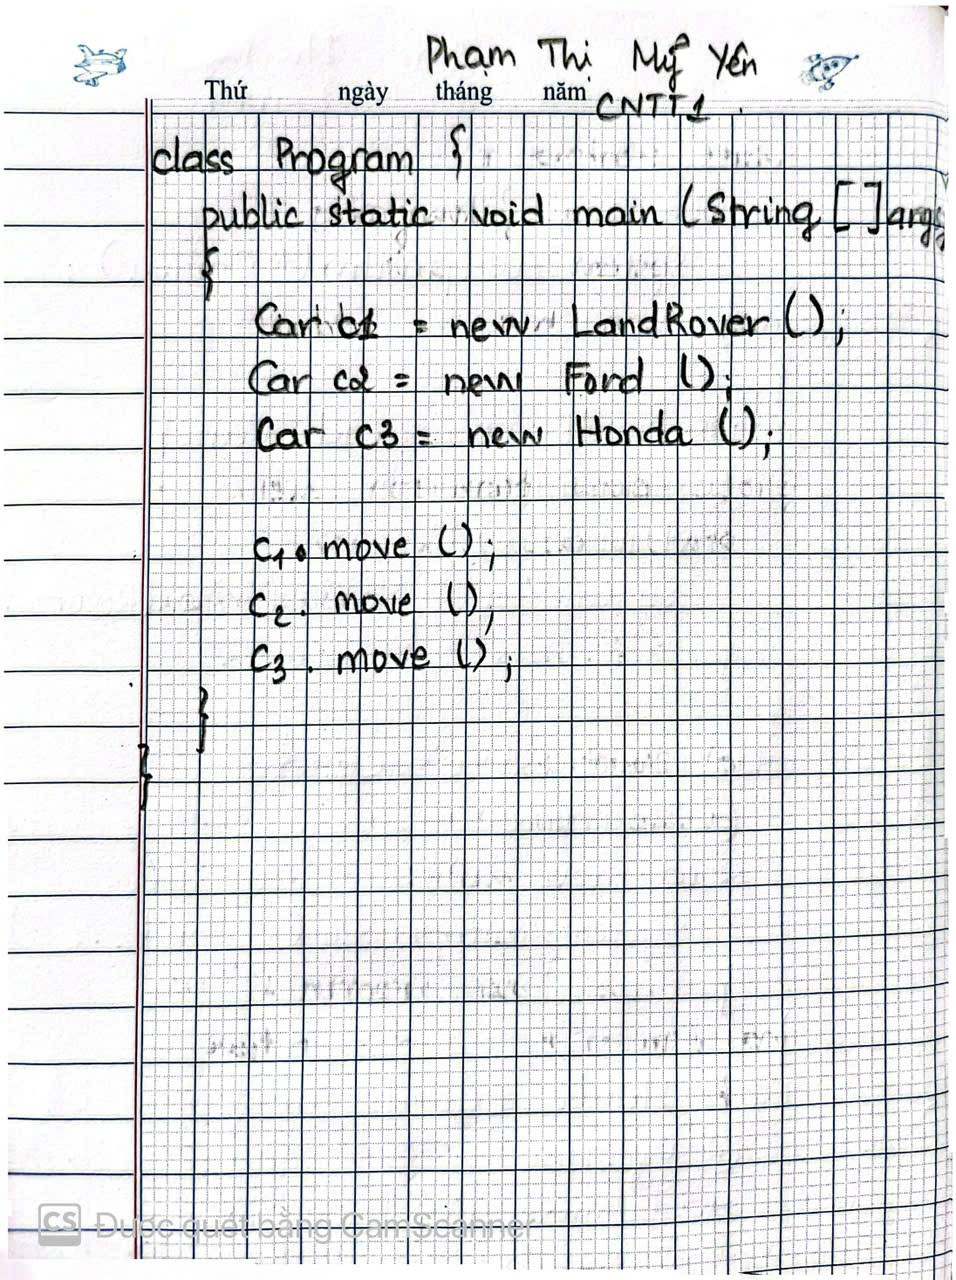 Phạm Thị Mỹ Yên
Thứ ngày tháng năm
CNTT1
class Program {
public static void main (String [] args
{
Car c1 = new LandRover ();
Car c2 = new Ford ();
Car c3 = new Honda ();
c1. move ();
c2. move ();
c3. move ();
}
}
CS Được quét bằng CamScanner